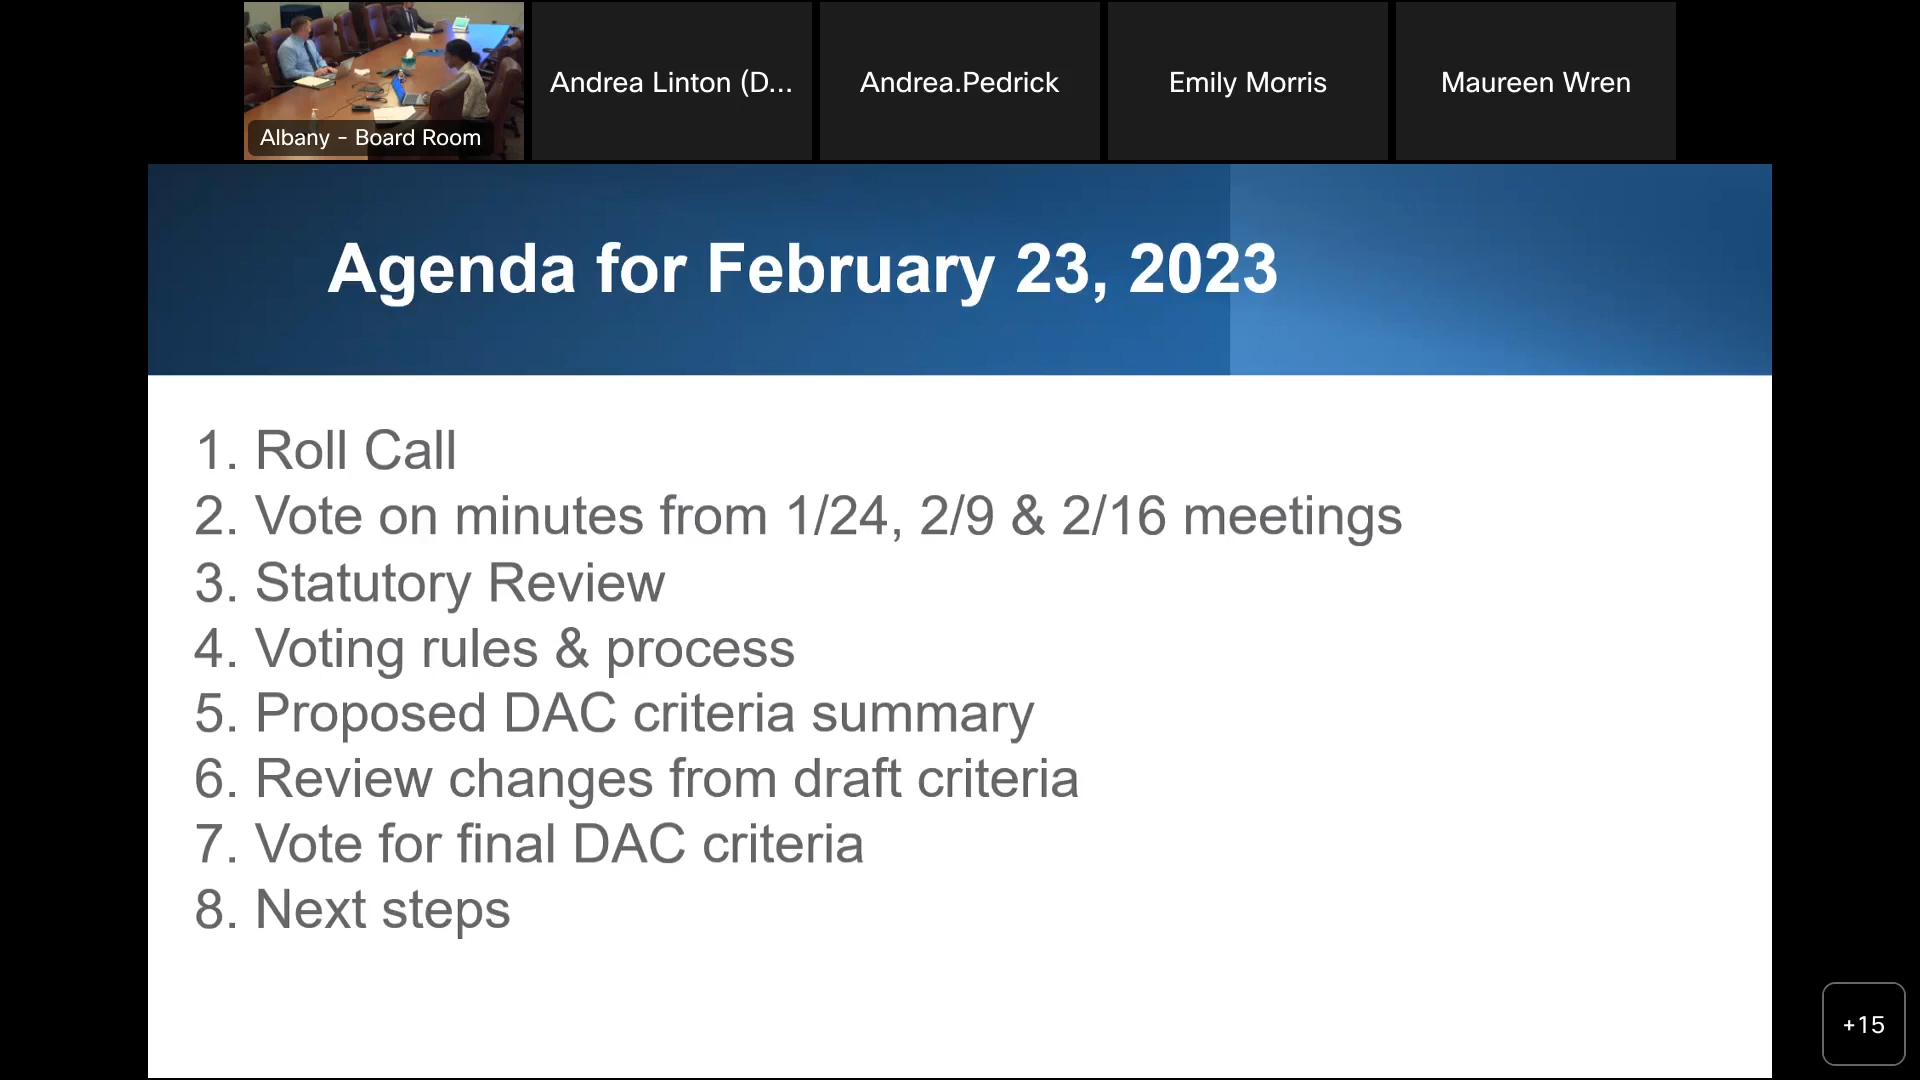 Albany - Board Room
Andrea Linton (D...
Andrea.Pedrick
Emily Morris
Maureen Wren
Agenda for February 23, 2023
1. Roll Call
2. Vote on minutes from 1/24, 2/9 & 2/16 meetings
3. Statutory Review
4. Voting rules & process
5. Proposed DAC criteria summary
6. Review changes from draft criteria
7. Vote for final DAC criteria
8. Next steps
+15